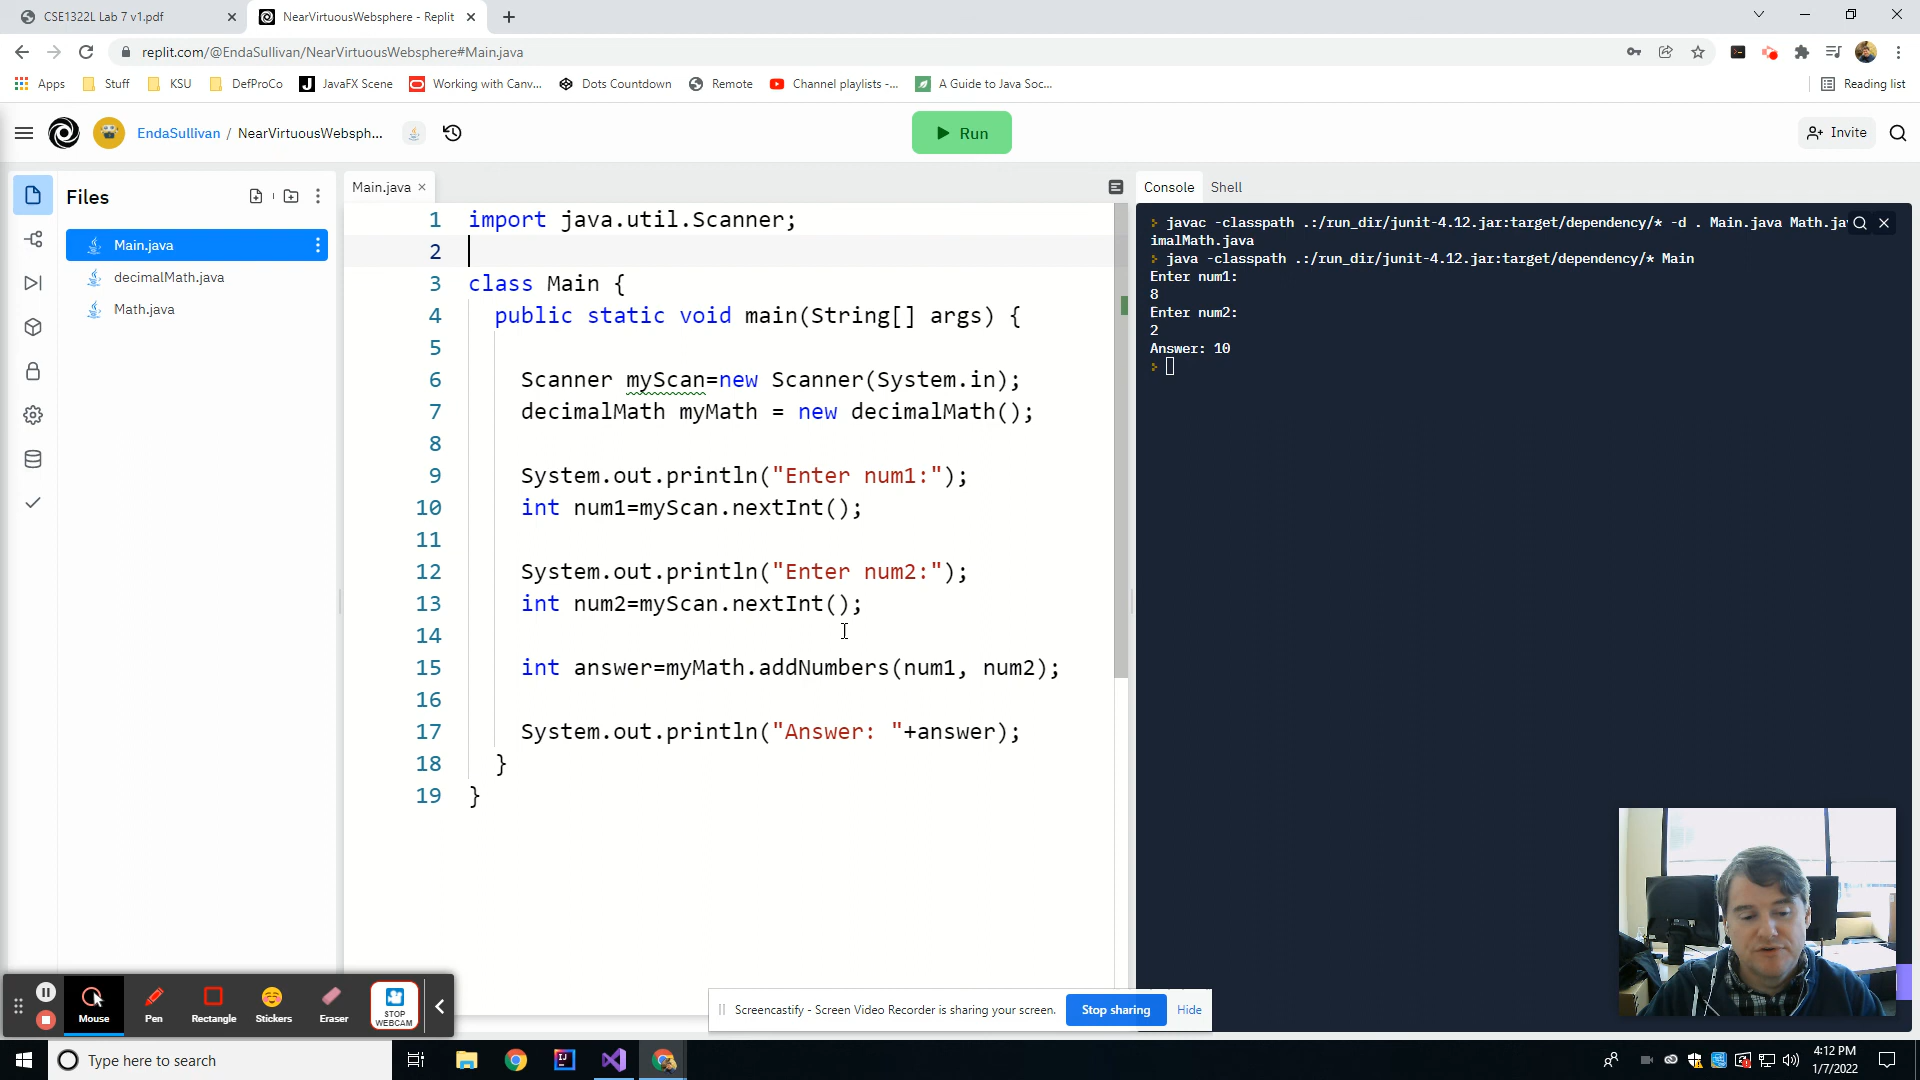 CSE1322L Lab 7 v1.pdf
NearVirtuousWebsphere - Replit
replit.com/@EndaSullivan/NearVirtuousWebsphere#Main.java
Apps
Stuff
KSU
DefProCo
JavaFX Scene
Working with Canv...
Dots Countdown
Remote
Channel playlists -...
A Guide to Java Soc...
Reading list
EndaSullivan / NearVirtuousWebsph...
Run
Invite
Files
Main.java
decimalMath.java
Math.java
Main.java
1 import java.util.Scanner;
2
3 class Main {
4 public static void main(String[] args) {
5
6 Scanner myScan=new Scanner(System.in);
7 decimalMath myMath = new decimalMath();
8
9 System.out.println("Enter num1:");
10 int num1=myScan.nextInt();
11
12 System.out.println("Enter num2:");
13 int num2=myScan.nextInt();
14
15 int answer=myMath.addNumbers(num1, num2);
16
17 System.out.println("Answer: "+answer);
18 }
19 }
Console
Shell
javac -classpath .:/run_dir/junit-4.12.jar:target/dependency/* -d . Main.java Math.ja
imalMath.java
java -classpath .:/run_dir/junit-4.12.jar:target/dependency/* Main
Enter num1:
8
Enter num2:
2
Answer: 10
Mouse
Pen
Rectangle
Stickers
Eraser
STOP
WEBCAM
Screencastify - Screen Video Recorder is sharing your screen.
Stop sharing
Hide
Type here to search
4:12 PM
1/7/2022